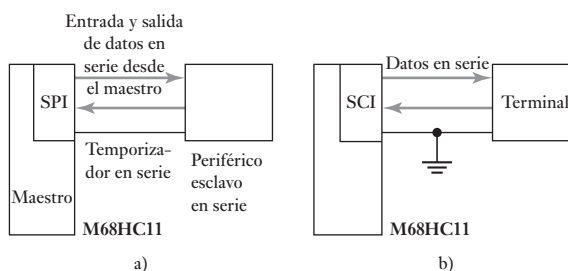 Entrada y salida
de datos en
serie desde
el maestro
SPI
Temporiza-
dor en serie
Periférico
esclavo
en serie
Maestro
M68HC11
a)
Datos en serie
SCI
Terminal
M68HC11
b)